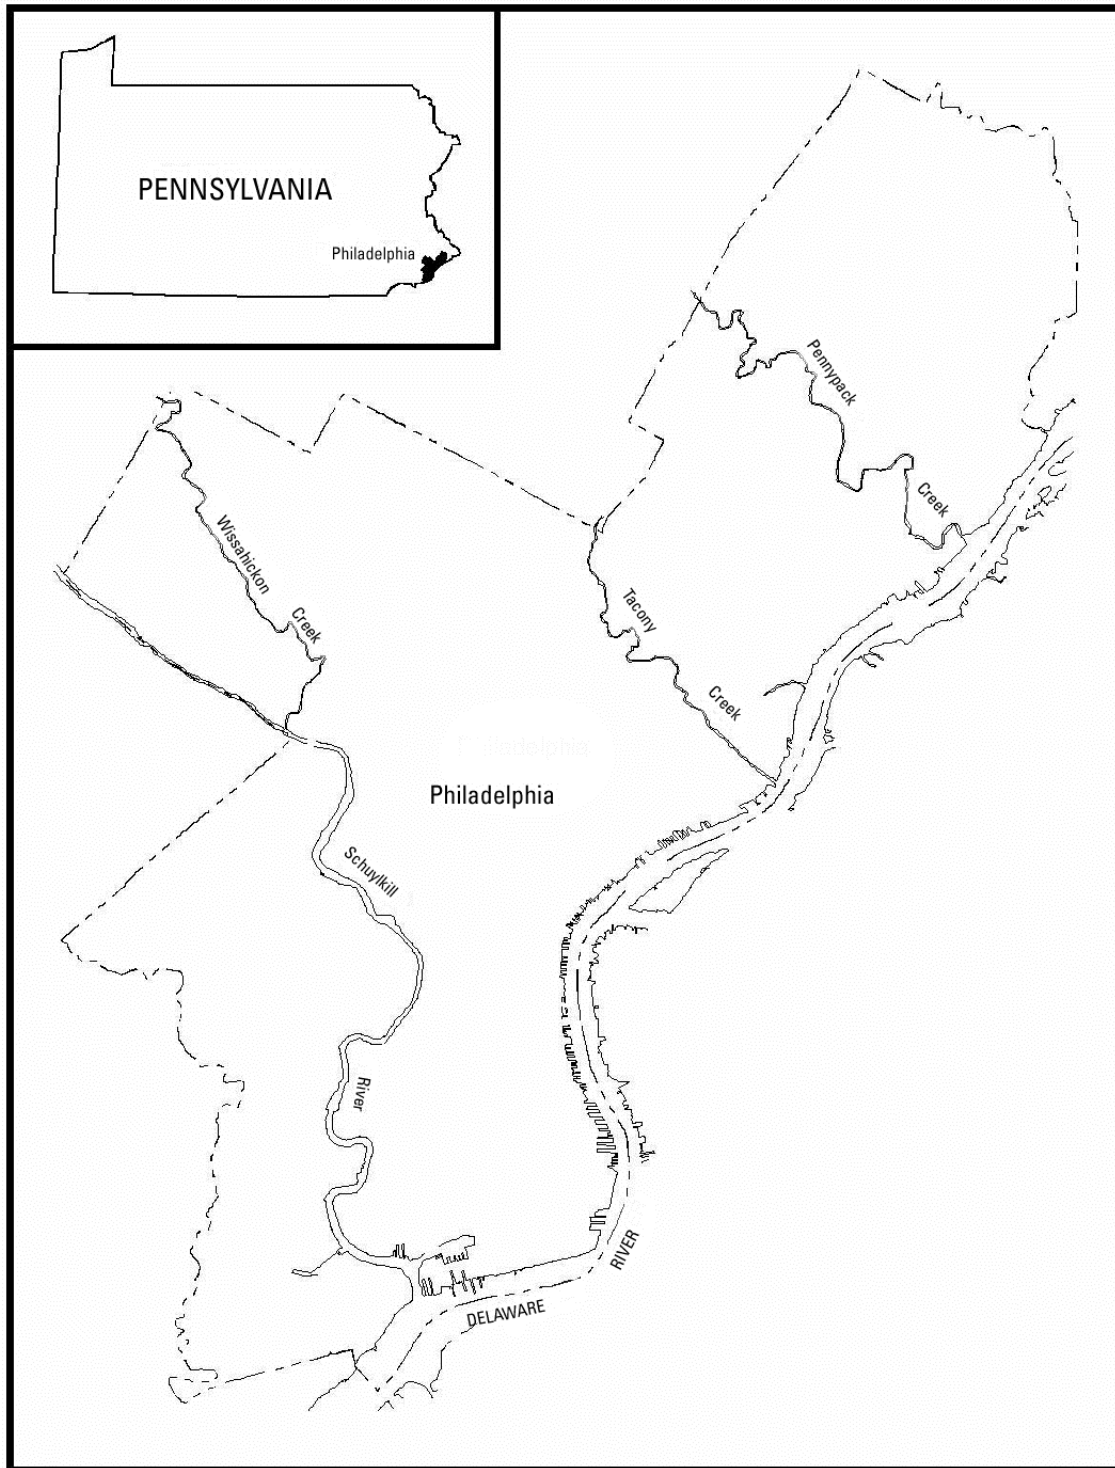 PENNSYLVANIA
Philadelphia
Pennypack
Creek
Wissahickon
Creek
Tacony
Creek
Philadelphia
Schuylkill
River
DELAWARE
RIVER